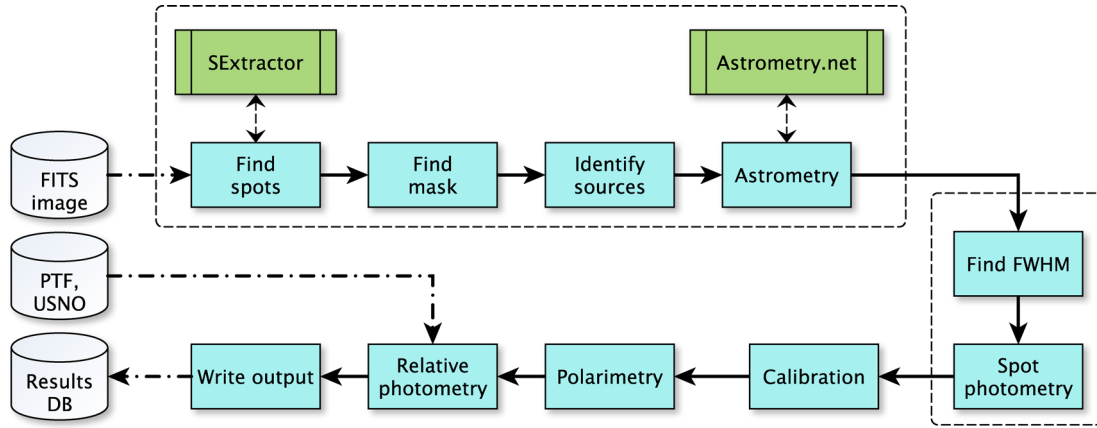 SExtractor
Astrometry.net
FITS
image
Find
spots
Find
mask
Identify
sources
Astrometry
PTF,
USNO
Find FWHM
Results
DB
Write output
Relative
photometry
Polarimetry
Calibration
Spot
photometry